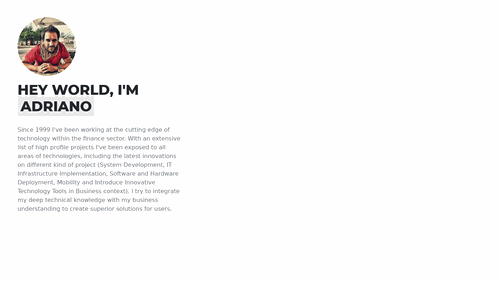 HEY WORLD, I'M
ADRIANO
Since 1999 I've been working at the cutting edge of
technology within the finance sector. With an extensive
list of high profile projects I've been exposed to all
areas of technologies, including the latest innovations
on different kind of project (System Development, IT
Infrastructure Implementation, Software and Hardware
Deployment, Mobility and Introduce Innovative
Technology Tools in Business context). I try to integrate
my deep technical knowledge with my business
understanding to create superior solutions for users.